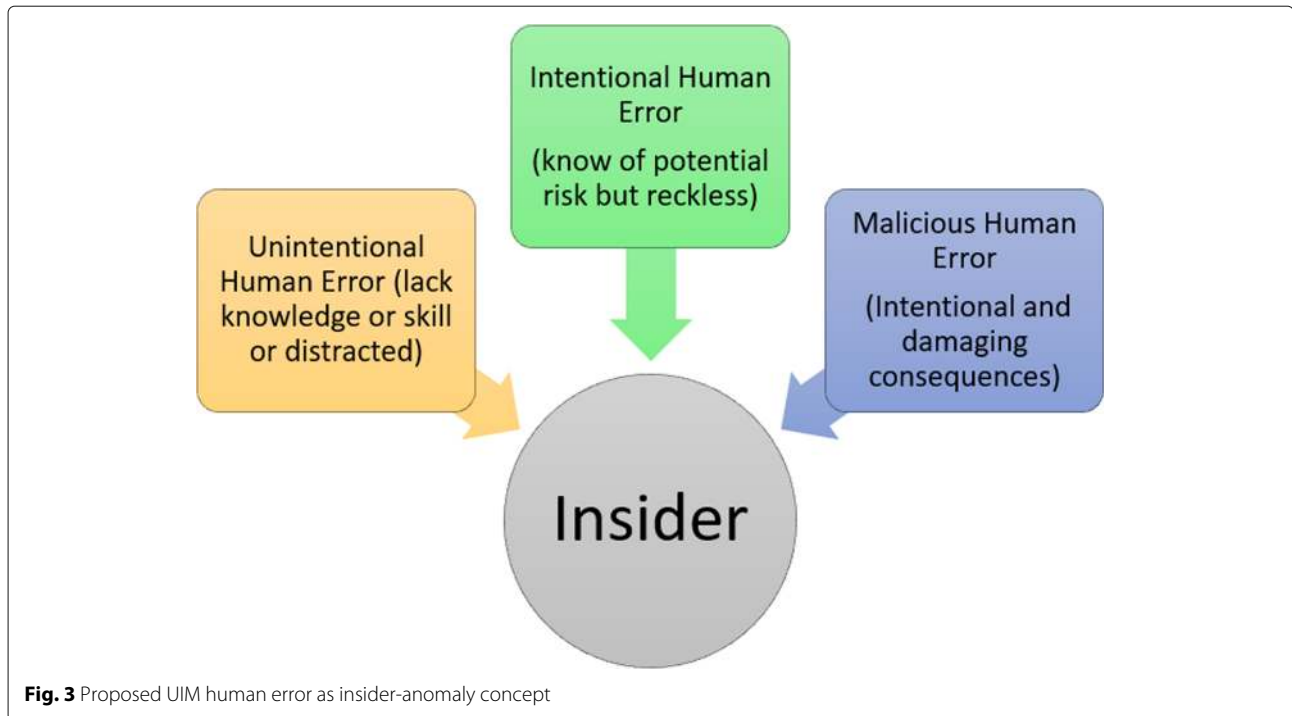 Intentional Human
Error
(know of potential
risk but reckless)
Unintentional
Human Error (lack
knowledge or skill
or distracted)
Malicious Human
Error
(Intentional and
damaging
consequences)
Insider
Fig. 3 Proposed UIM human error as insider-anomaly concept